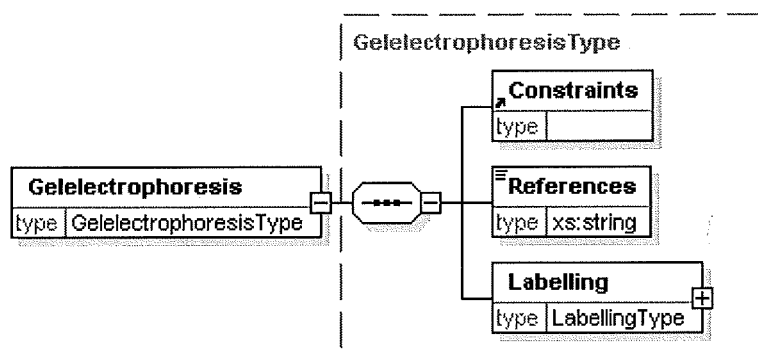 GelelectrophoresisType
Constraints
type
Gelelectrophoresis
type GelelectrophoresisType
References
type xs:string
Labelling
type LabellingType